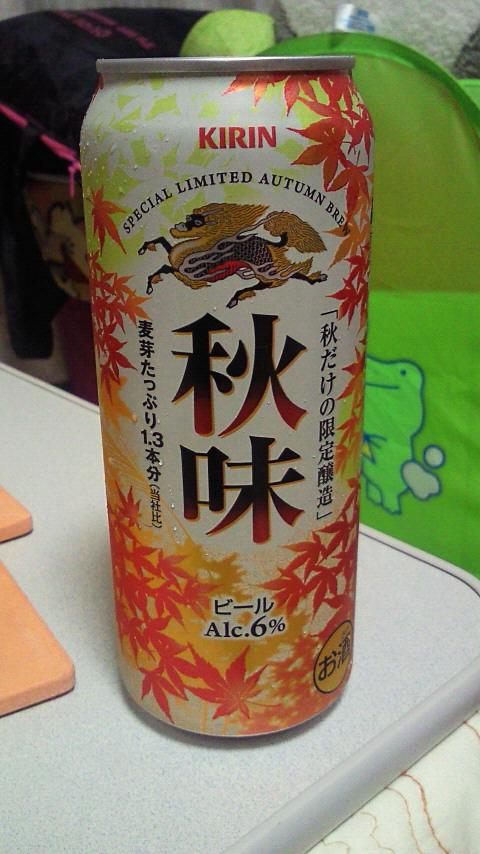 KIRIN
SPECIAL LIMITED AUTUMN BREW
「秋だけの限定醸造」
秋味
麦芽たっぷり1.3本分(当社比)
ビール
Alc.6%
お酒